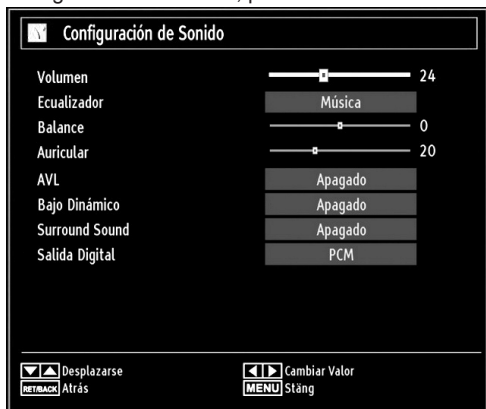 Configuración de Sonido
Volumen 24
Ecualizador Música
Balance 0
Auricular 20
AVL Apagado
Bajo Dinámico Apagado
Surround Sound Apagado
Salida Digital PCM
Desplazarse Cambiar Valor
RET/BACK Atrás MENU Stäng